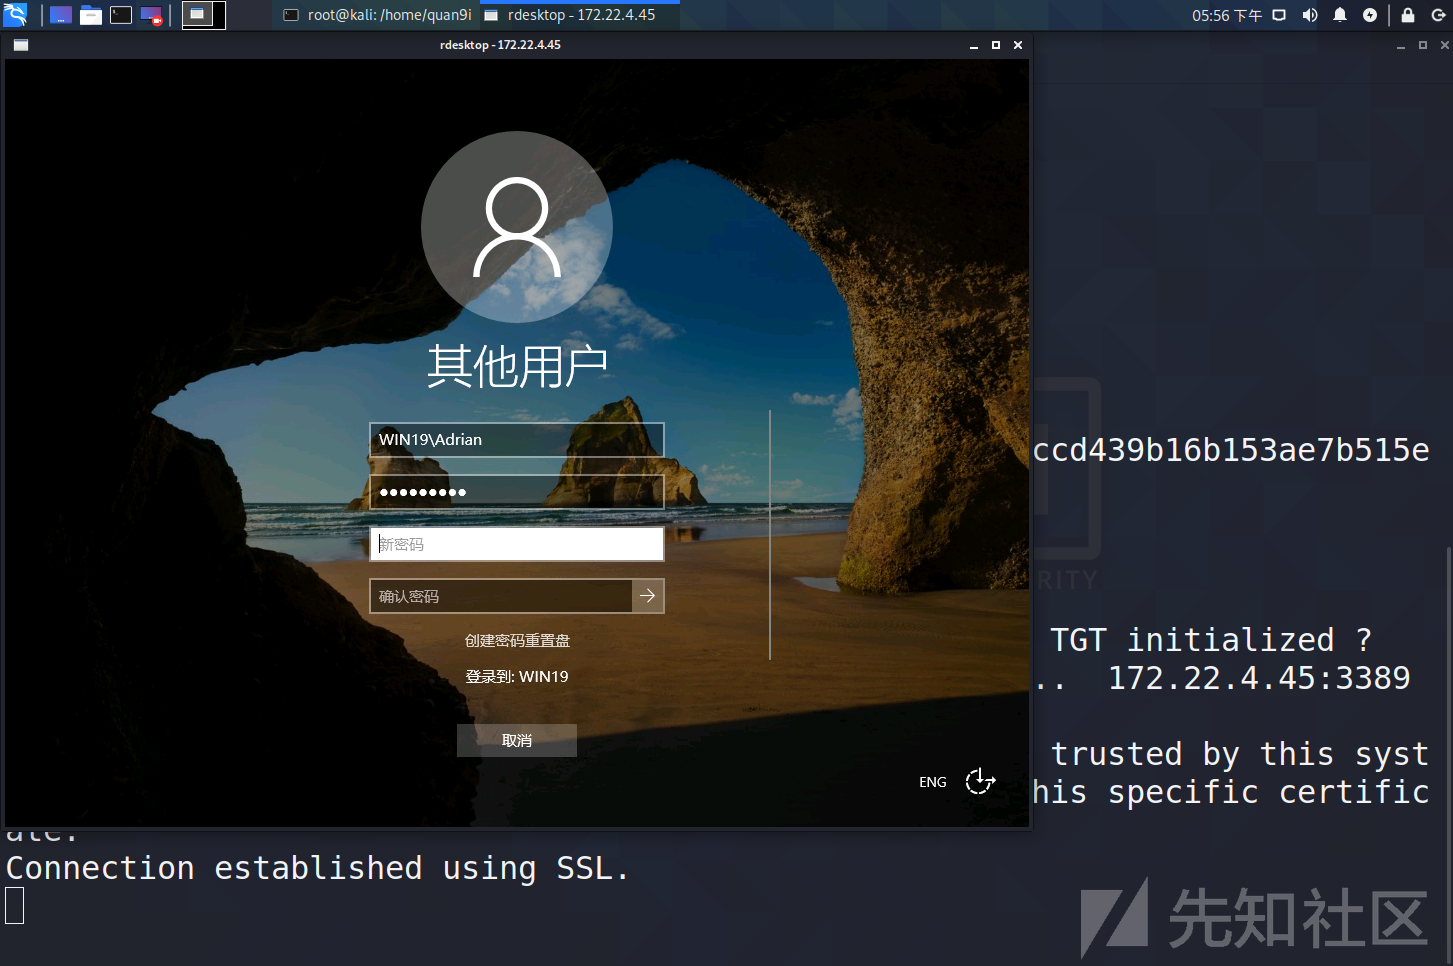 root@kali: /home/quan9i
rdesktop - 172.22.4.45
05:56 下午
rdesktop - 172.22.4.45
其他用户
WIN19\Adrian
新密码
确认密码
创建密码重置盘
登录到: WIN19
取消
ENG
ccd439b16b153ae7b515e
RITY
TGT initialized ?
.. 172.22.4.45:3389
trusted by this syst
his specific certific
ate.
Connection established using SSL.
先知社区